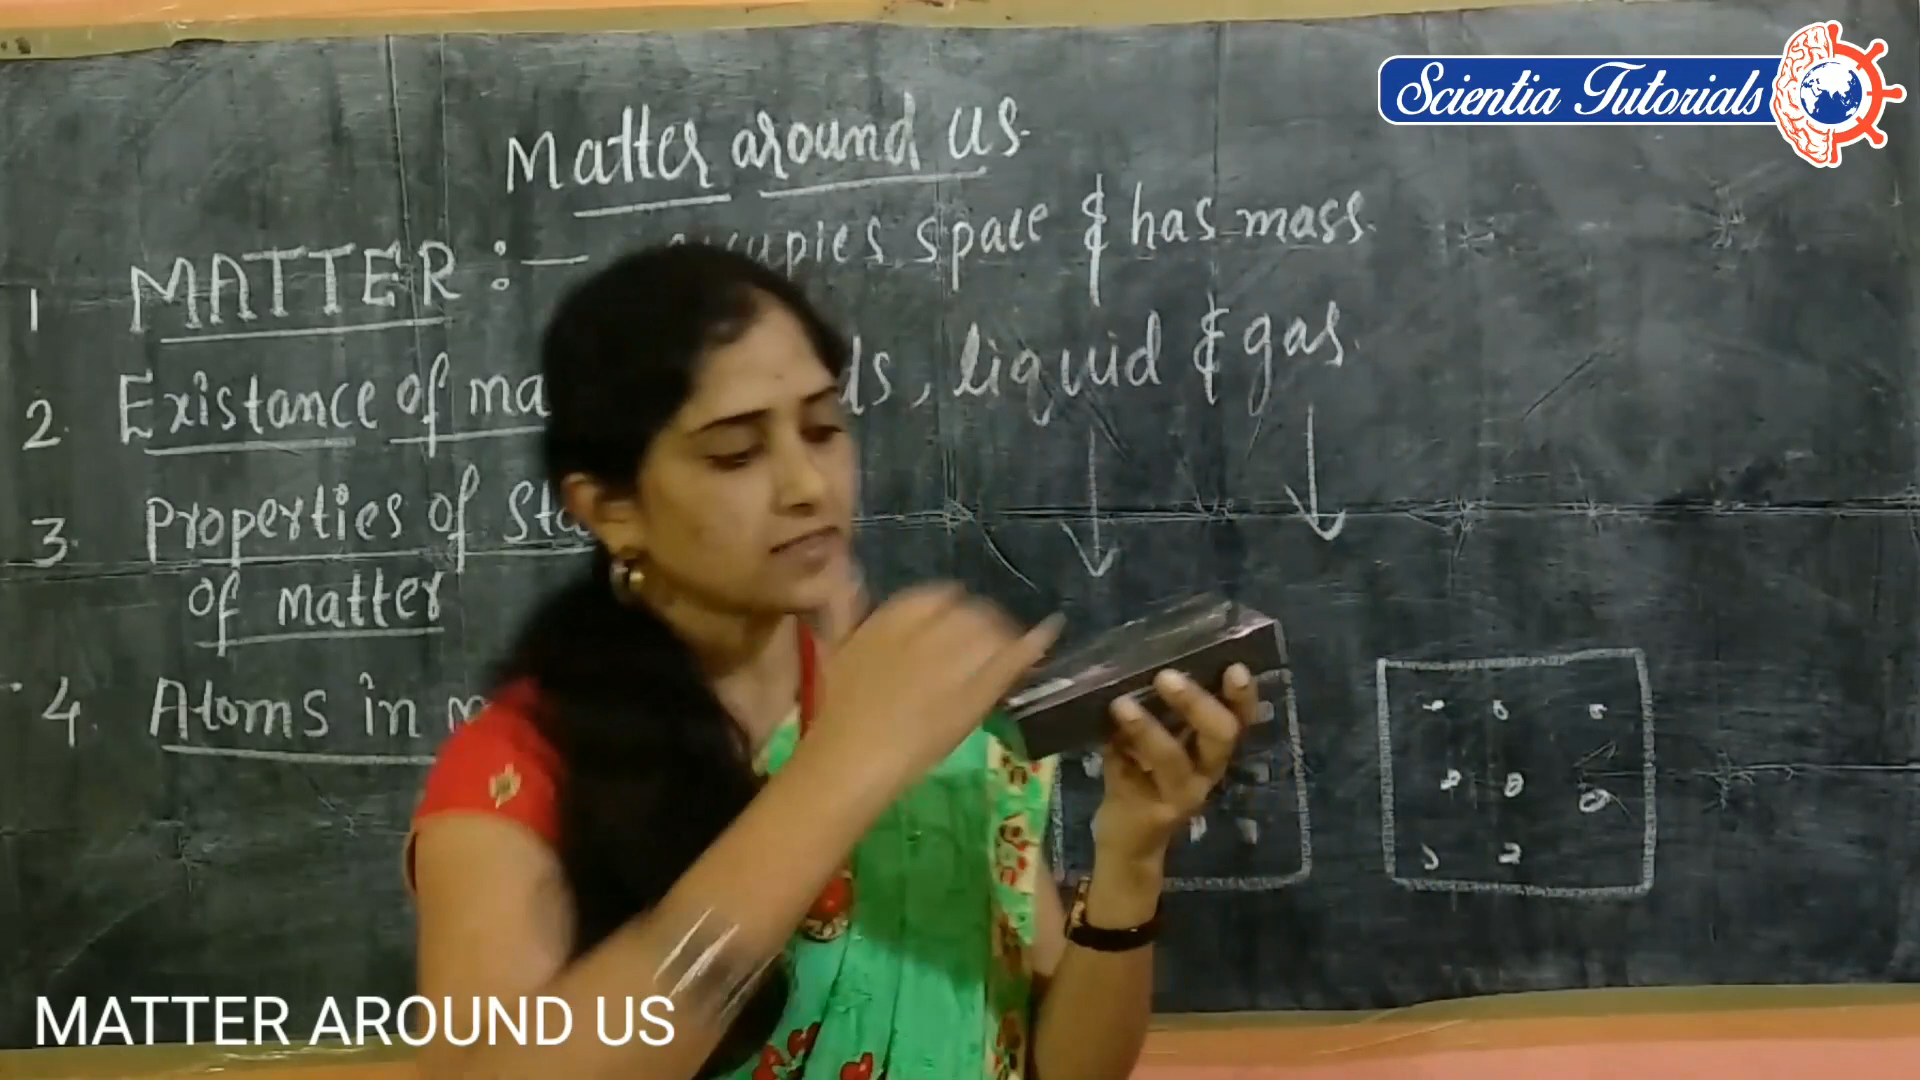 Scientia Tutorials
Matter around us.
1 MATTER :- occupies space & has mass.
2. Existance of ma ds, liquid & gas.
3. Properties of sta
of matter
4. Atoms in m
MATTER AROUND US